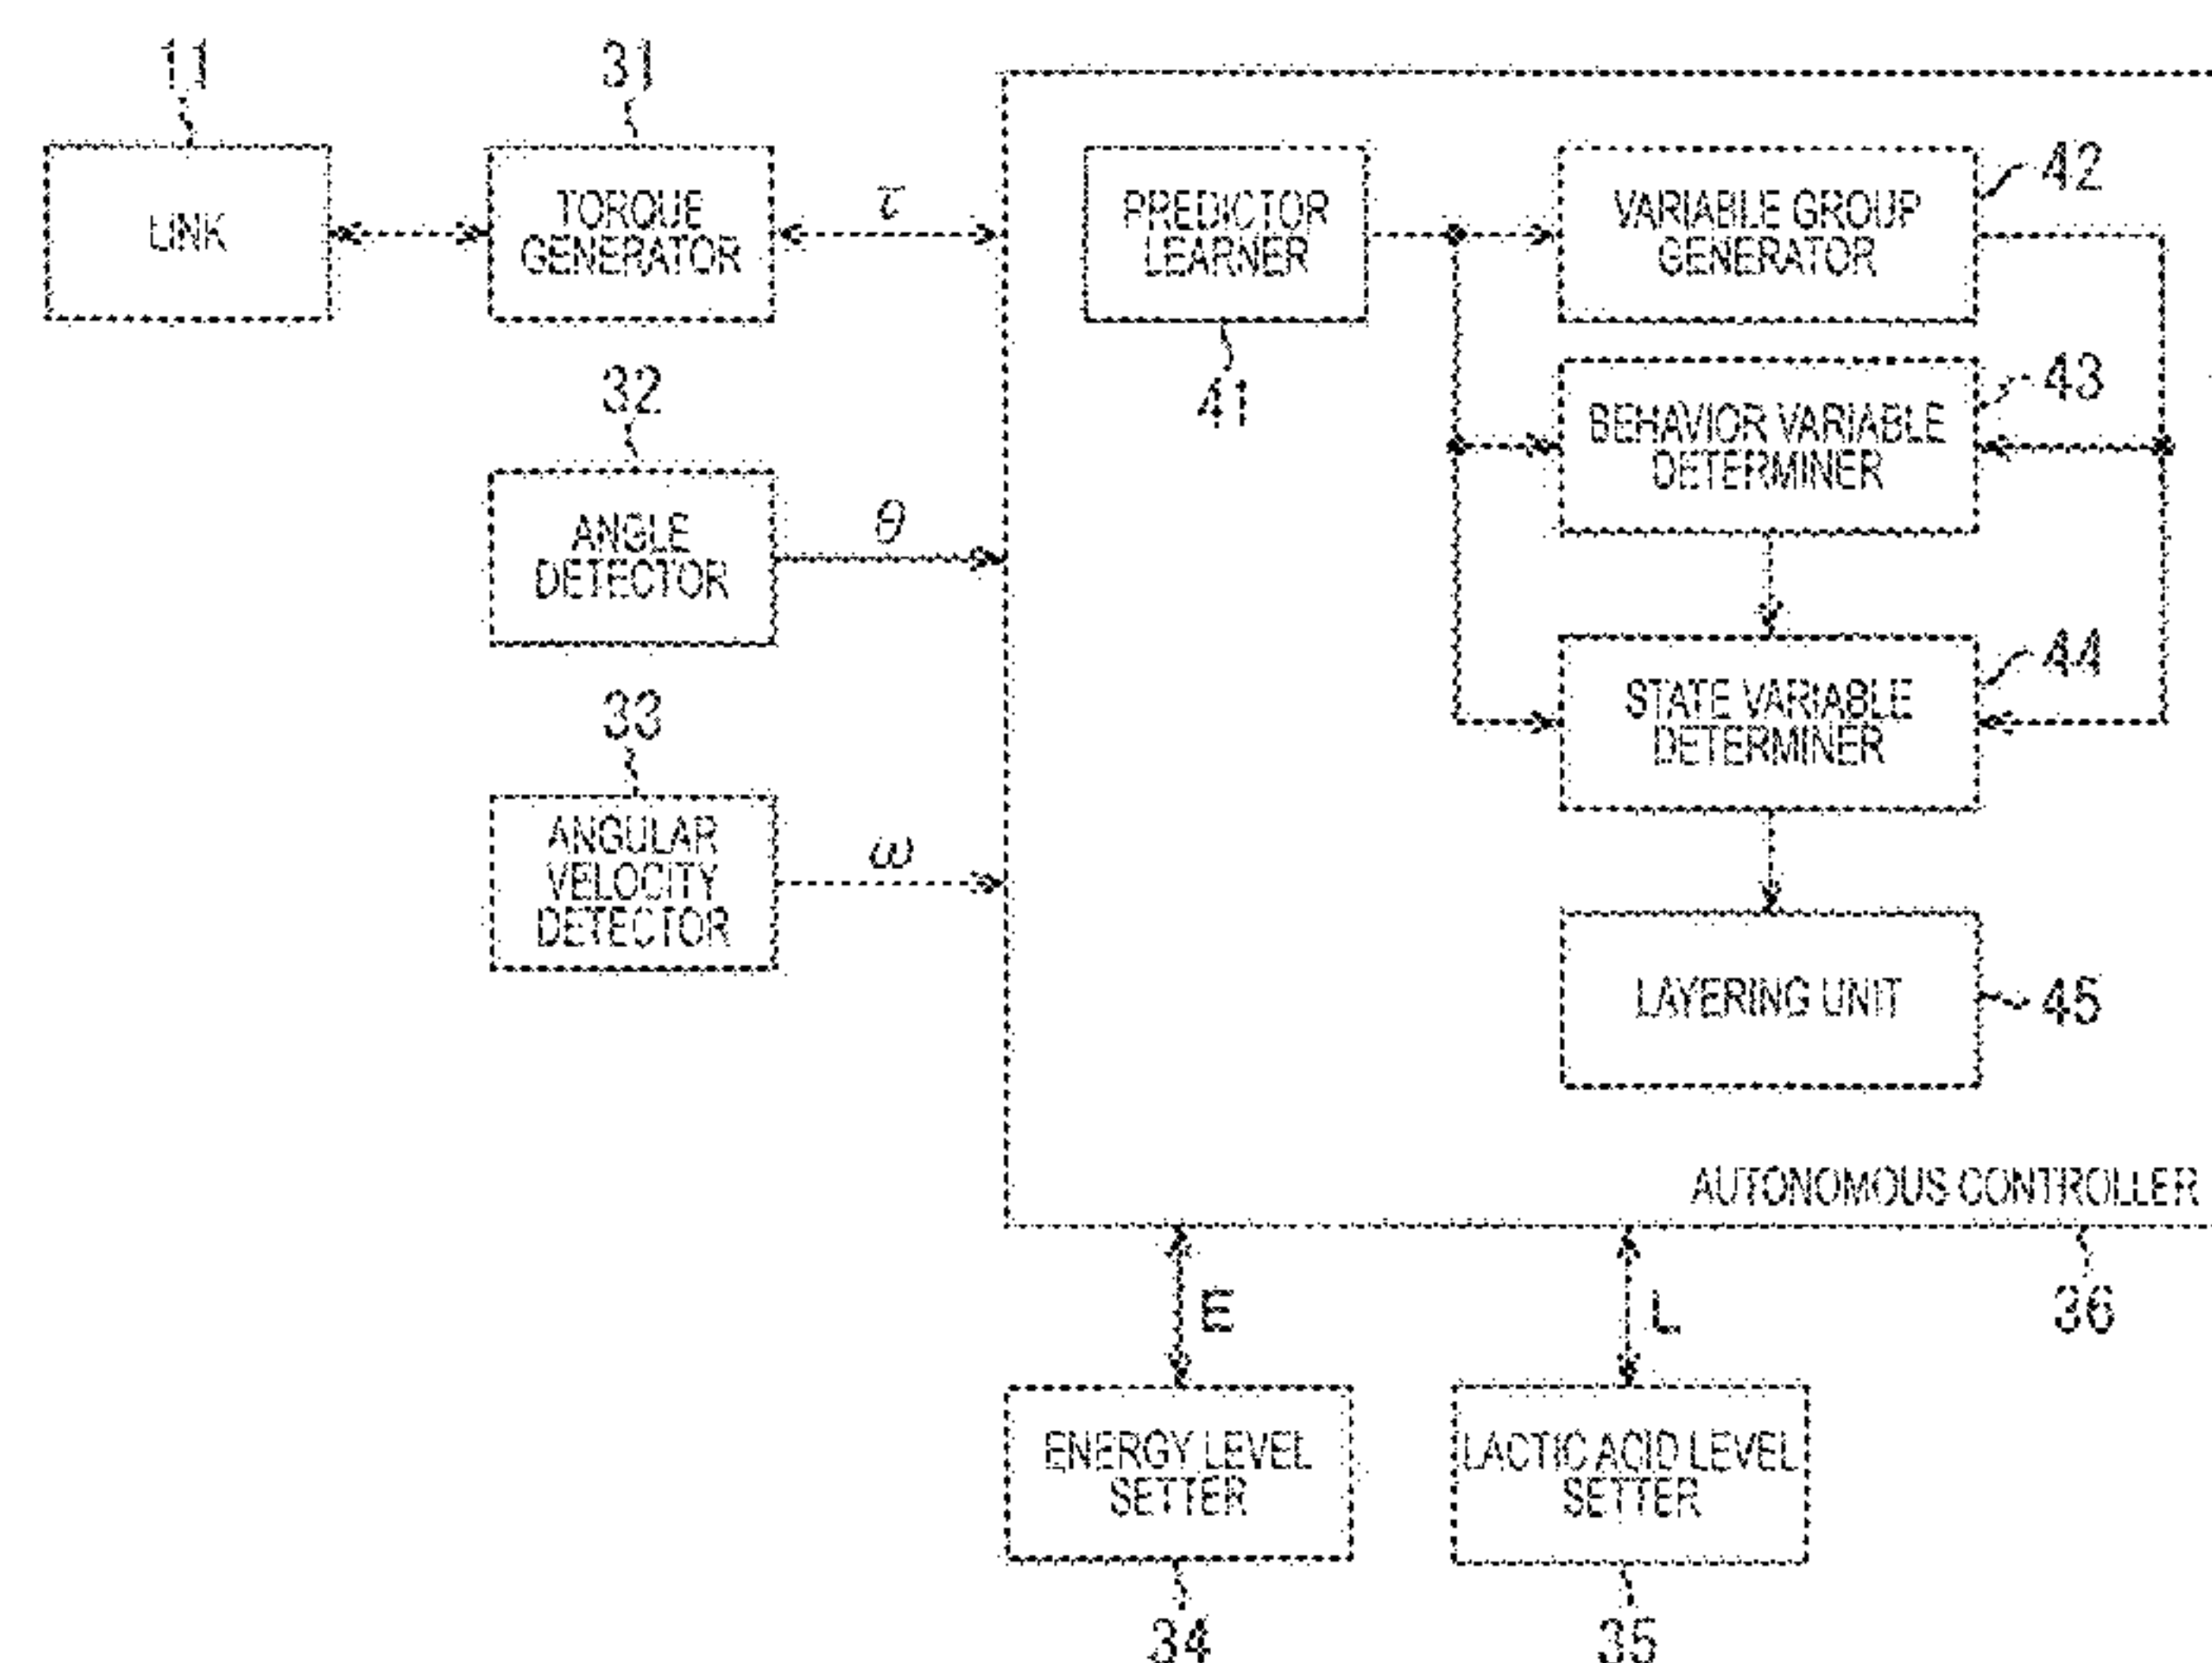 11
31
LINK
TORQUE
GENERATOR
τ
PREDICTOR
LEARNER
41
VARIABLE GROUP
GENERATOR
42
32
ANGLE
DETECTOR
θ
BEHAVIOR VARIABLE
DETERMINER
43
33
ANGULAR
VELOCITY
DETECTOR
ω
STATE VARIABLE
DETERMINER
44
LAYERING UNIT
45
AUTONOMOUS CONTROLLER
36
E
L
ENERGY LEVEL
SETTER
34
LACTIC ACID LEVEL
SETTER
35